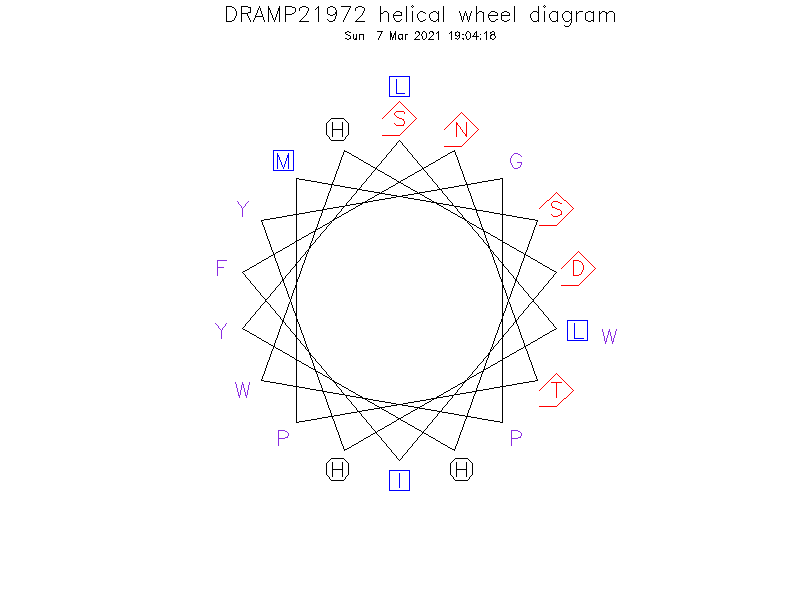 DRAMP21972 helical wheel diagram
Sun 7 Mar 2021 19:04:18
L
H S N
M G
Y S
F D
Y L W
W T
P P
H I H